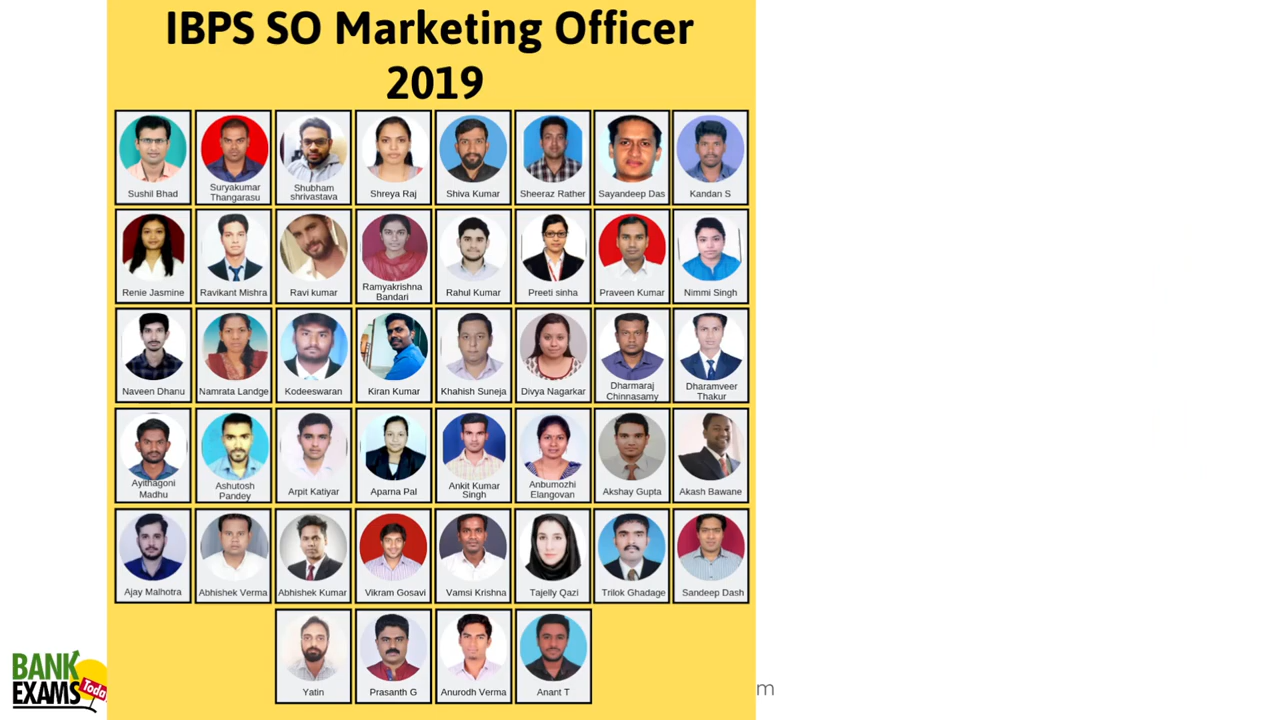 IBPS SO Marketing Officer
2019
Sushil Bhad
Suryakumar
Thangarasu
Shubham
shrivastava
Shreya Raj
Shiva Kumar
Sheeraz Rather
Sayandeep Das
Kandan S
Renie Jasmine
Ravikant Mishra
Ravi kumar
Ramyakrishna
Bandari
Rahul Kumar
Preeti sinha
Praveen Kumar
Nimmi Singh
Naveen Dhanu
Namrata Landge
Kodeeswaran
Kiran Kumar
Khahish Suneja
Divya Nagarkar
Dharmaraj
Chinnasamy
Dharamveer
Thakur
Ayithagoni
Madhu
Ashutosh
Pandey
Arpit Katiyar
Aparna Pal
Ankit Kumar
Singh
Anbumozhi
Elangovan
Akshay Gupta
Akash Bawane
Ajay Malhotra
Abhishek Verma
Abhishek Kumar
Vikram Gosavi
Vamsi Krishna
Tajelly Qazi
Trilok Ghadage
Sandeep Dash
Yatin
Prasanth G
Anurodh Verma
Anant T
BANK
EXAMS
Toda
m